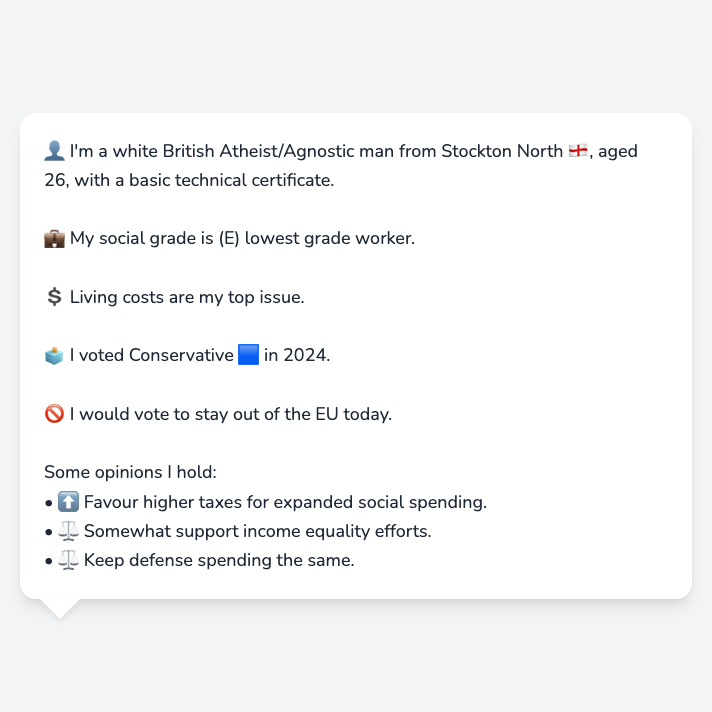 👤 I'm a white British Atheist/Agnostic man from Stockton North 🏴󠁧󠁢󠁥󠁮󠁧󠁿, aged
26, with a basic technical certificate.
💼 My social grade is (E) lowest grade worker.
💲 Living costs are my top issue.
🗳️ I voted Conservative 🟦 in 2024.
🚫 I would vote to stay out of the EU today.
Some opinions I hold:
• ⬆️ Favour higher taxes for expanded social spending.
• ⚖️ Somewhat support income equality efforts.
• ⚖️ Keep defense spending the same.